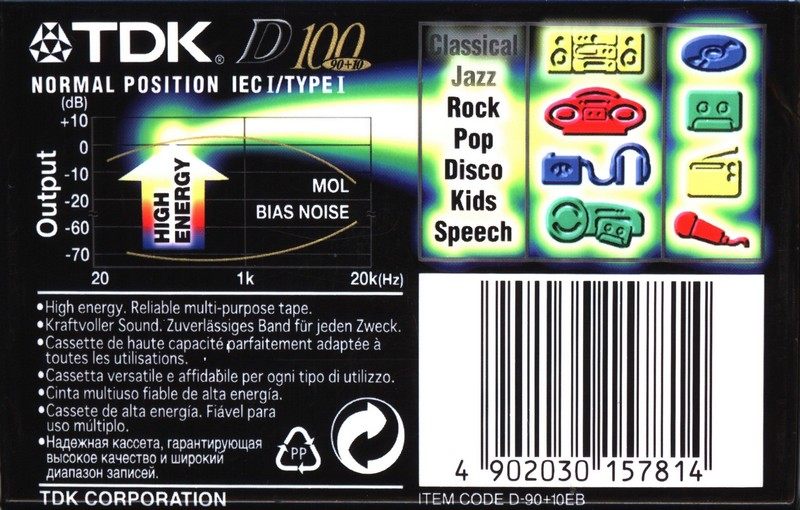 TDK® D100
90+10
NORMAL POSITION IEC I/TYPE I
(dB)
+10
0
-10
-20
-60
-70
Output
HIGH ENERGY
MOL
BIAS NOISE
20 1k 20k(Hz)
Classical
Jazz
Rock
Pop
Disco
Kids
Speech
•High energy. Reliable multi-purpose tape.
•Kraftvoller Sound. Zuverlässiges Band für jeden Zweck.
•Cassette de haute capacité parfaitement adaptée à
toutes les utilisations.
•Cassetta versatile e affidabile per ogni tipo di utilizzo.
•Cinta multiuso fiable de alta energía.
•Cassete de alta energía. Fiável para
uso múltiplo.
•Надежная кассета, гарантирующая
высокое качество и широкий
диапазон записей.
PP
TDK CORPORATION
4 902030 157814
ITEM CODE D-90+10EB